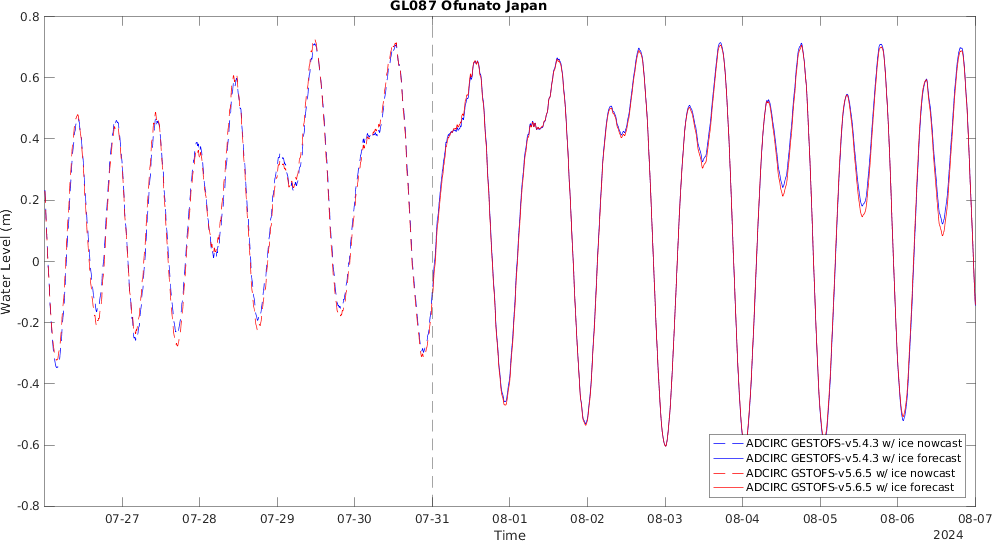 GL087 Ofunato Japan
0.8
0.6
0.4
0.2
0
-0.2
-0.4
-0.6
-0.8
Water Level (m)
ADCIRC GESTOFS-v5.4.3 w/ ice nowcast
ADCIRC GESTOFS-v5.4.3 w/ ice forecast
ADCIRC GSTOFS-v5.6.5 w/ ice nowcast
ADCIRC GSTOFS-v5.6.5 w/ ice forecast
07-27 07-28 07-29 07-30 07-31 08-01 08-02 08-03 08-04 08-05 08-06 08-07
Time
2024